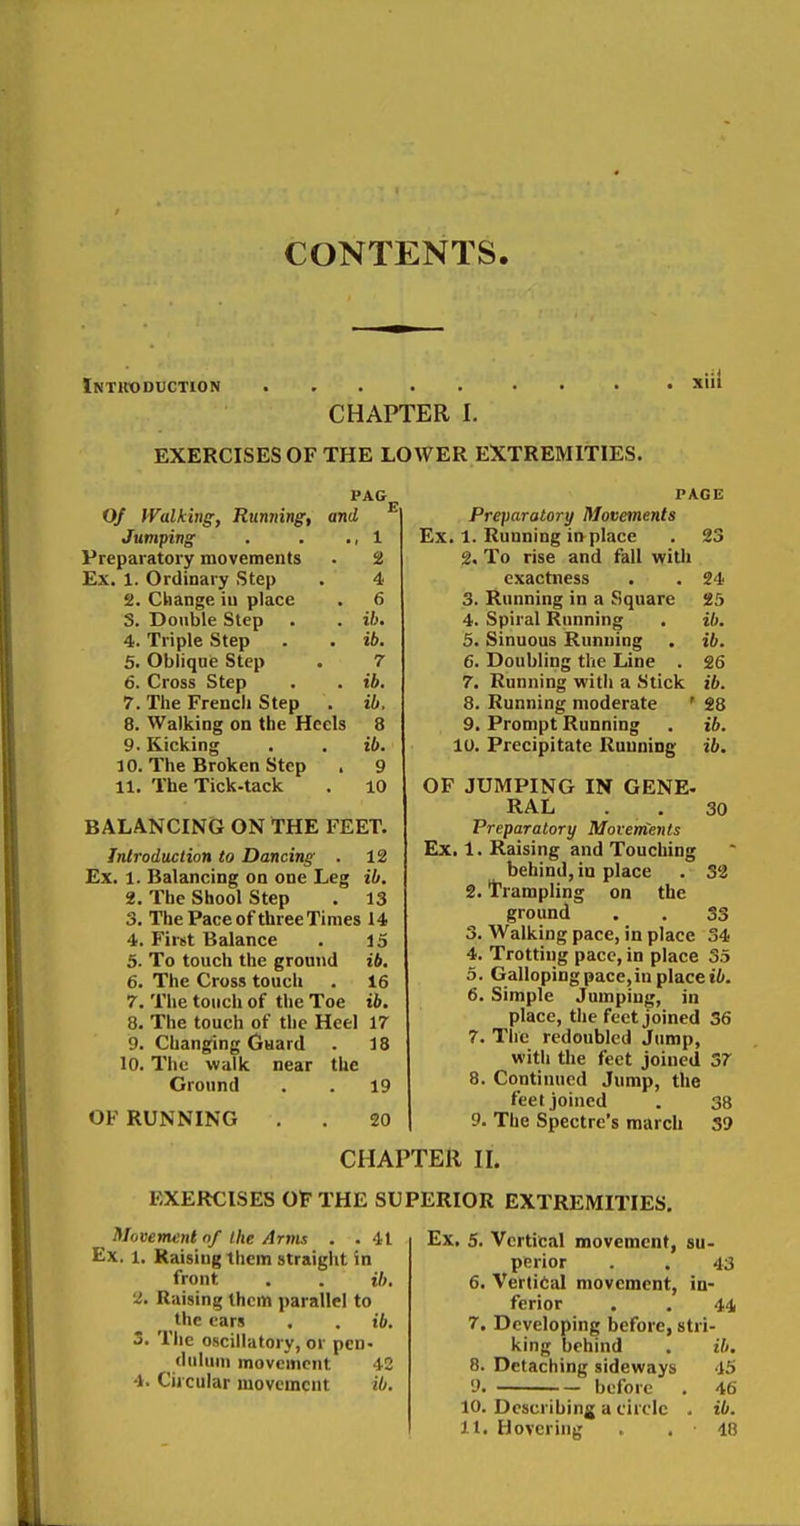 CONTENTS.
INTRODUCTION . . . . . . . . . xiii
CHAPTER I.
EXERCISES OF THE LOWER EXTREMITIES.
PAGE
Of Walking, Running, and
Jumping . . ., 1
Preparatory movements . 2
Ex. 1. Ordinary Step . 4
2. Change in place . 6
3. Double Step . . ib.
4. Triple Step . . ib.
5. Oblique Step . 7
6. Cross Step . . ib.
7. The French Step . ib.
8. Walking on the Heels 8
9. Kicking . . ib.
10. The Broken Step . 9
11. The Tick-tack . 10
BALANCING ON THE FEET.
Introduction to Dancing . 12
Ex. 1. Balancing on one Leg ib.
2. The Shool Step . 13
3. The Pace of three Times 14
4. First Balance . 15
5. To touch the ground ib.
6. The Cross touch . 16
7. The touch of the Toe ib.
8. The touch of the Heel 17
9. Changing Guard . 18
10. The walk near the
Ground . . 19
OF RUNNING . . 20
PAGE
Preparatory Movements
Ex. 1. Running in place . 23
2. To rise and fall with
exactness . . 24
3. Running in a Square 25
4. Spiral Running . ib.
5. Sinuous Running . ib.
6. Doubling the Line . 26
7. Running with a Stick ib.
8. Running moderate ' 28
9. Prompt Running . ib.
10. Precipitate Running ib.
OF JUMPING IN GENE-
RAL . . 30
Preparatory Movements
Ex. 1. Raising and Touching
behind, in place . 32
2. Trampling on the
ground . . 33
3. Walking pace, in place 34
4. Trotting pace, in place 35
5. Galloping pace, in place ib.
6. Simple Jumping, in
place, the feet joined 36
7. The redoubled Jump,
with the feet joined 37
8. Continued Jump, the
feet joined . 38
9. The Spectre's march 39
CHAPTER II.
EXERCISES OF THE SUPERIOR EXTREMITIES.
Movement of the Arms . . 41
Ex. 1. Raising them straight in
front . . ib.
2. Raising them parallel to
the ears . . ib.
3. The oscillatory, or pen-
dulum movement 42
4. Circular movement ib.
Ex. 5. Vertical movement, su-
perior . . 43
6. Vertical movement, in-
ferior . . 44
7. Developing before, stri-
king behind . ib.
8. Detaching sideways 45
9. ——— before . 46
10. Describing a circle . ib.
11. Hovering . . 48